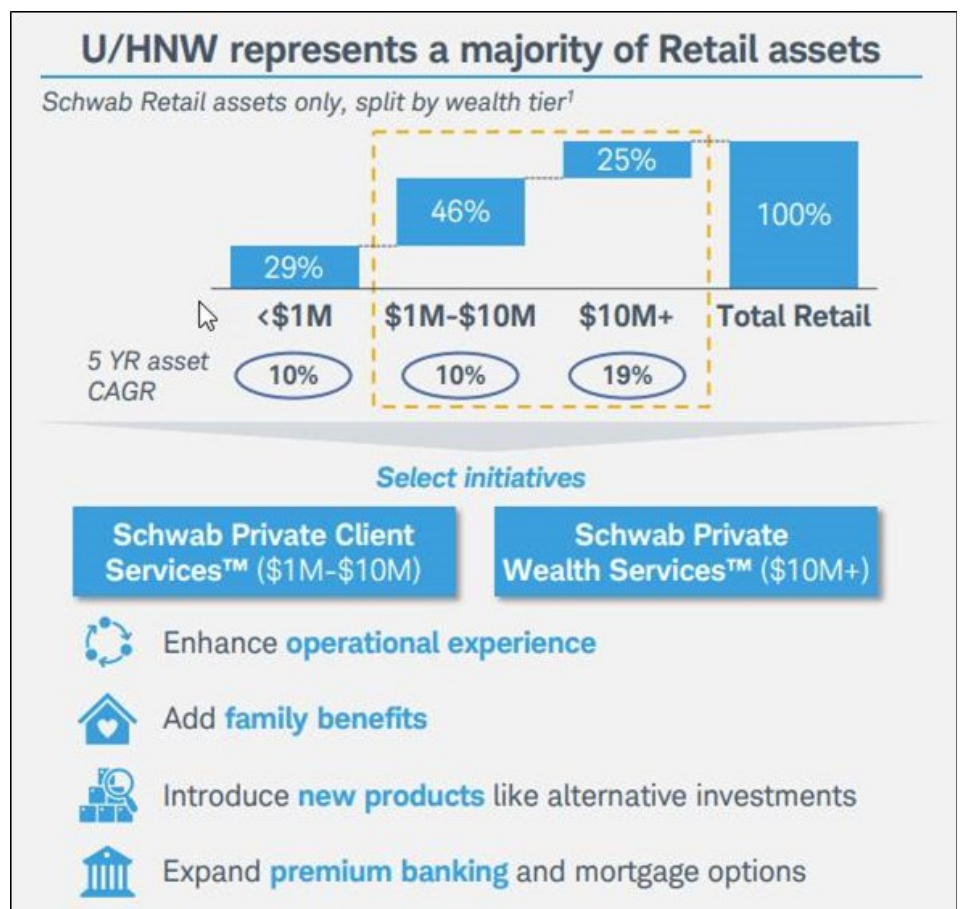 U/HNW represents a majority of Retail assets
Schwab Retail assets only, split by wealth tier¹
25%
46%
100%
29%
<$1M $1M-$10M $10M+ Total Retail
5 YR asset
CAGR
10% 10% 19%
Select initiatives
Schwab Private Client
Services™ ($1M-$10M)
Schwab Private
Wealth Services™ ($10M+)
Enhance operational experience
Add family benefits
Introduce new products like alternative investments
Expand premium banking and mortgage options